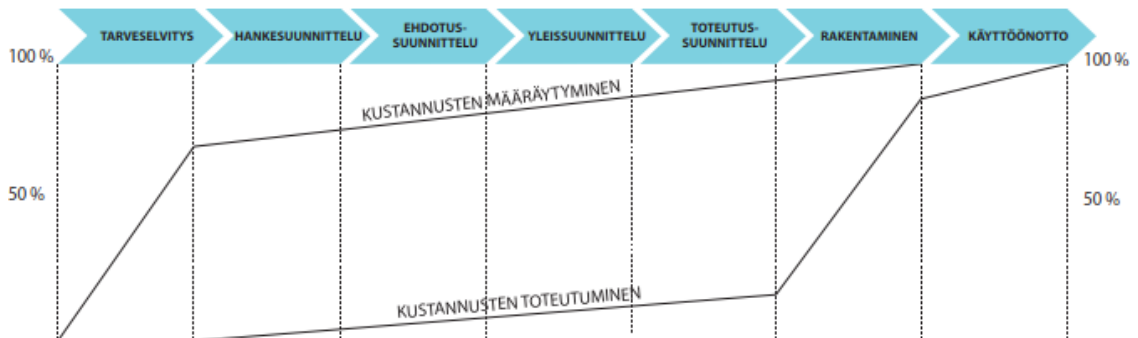 TARVESELVITYS
HANKESUUNNITTELU
EHDOTUS-
SUUNNITTELU
YLEISSUUNNITTELU
TOTEUTUS-
SUUNNITTELU
RAKENTAMINEN
KÄYTTÖÖNOTTO
100 %
100 %
KUSTANNUSTEN MÄÄRÄYTYMINEN
50 %
50 %
KUSTANNUSTEN TOTEUTUMINEN